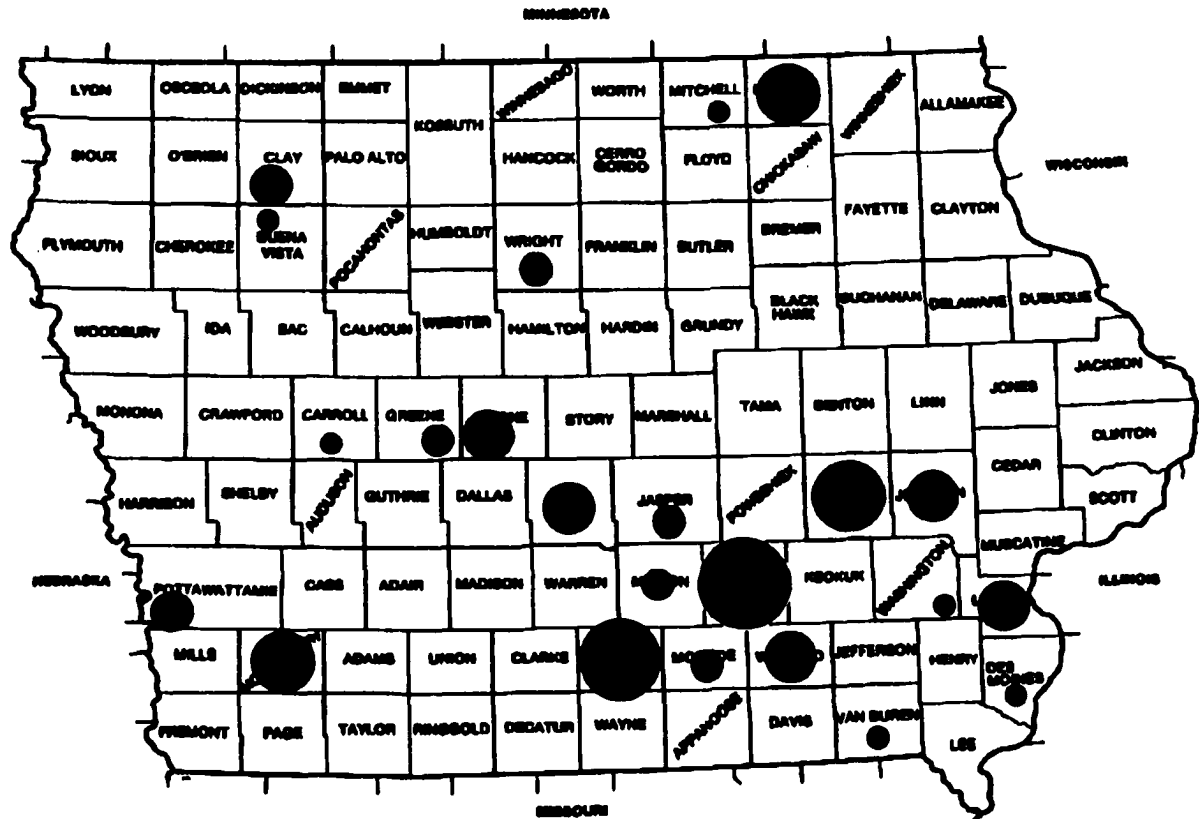 MINNESOTA
LYON
OSCEOLA
DICKINSON
EMMET
KOSSUTH
WINNEBAGO
WORTH
MITCHELL
WINNESHIEK
ALLAMAKEE
SIOUX
O'BRIEN
CLAY
PALO ALTO
HANCOCK
CERRO
GORDO
FLOYD
CHICKASAW
WISCONSIN
PLYMOUTH
CHEROKEE
BUENA
VISTA
POCAHONTAS
HUMBOLDT
WRIGHT
FRANKLIN
BUTLER
BREMER
FAYETTE
CLAYTON
WOODBURY
IDA
SAC
CALHOUN
WEBSTER
HAMILTON
HARDIN
GRUNDY
BLACK
HAWK
BUCHANAN
DELAWARE
DUBUQUE
MONONA
CRAWFORD
CARROLL
GREENE
STORY
MARSHALL
TAMA
BENTON
LINN
JONES
JACKSON
CLINTON
HARRISON
SHELBY
AUDUBON
GUTHRIE
DALLAS
JASPER
POWESHIEK
CEDAR
SCOTT
MUSCATINE
NEBRASKA
POTTAWATTAMIE
CASS
ADAIR
MADISON
WARREN
KEOKUK
WASHINGTON
ILLINOIS
MILLS
ADAMS
UNION
CLARKE
JEFFERSON
HENRY
DES
MOINES
FREMONT
PAGE
TAYLOR
RINGGOLD
DECATUR
WAYNE
APPANOOSE
DAVIS
VAN BUREN
LEE
MISSOURI